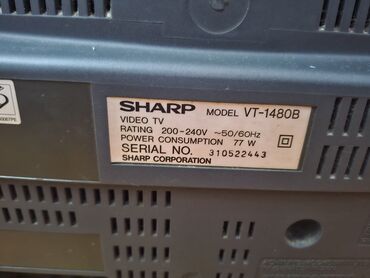 SHARP MODEL VT-1480B
VIDEO TV
RATING 200-240V ~50/60Hz
POWER CONSUMPTION 77 W
SERIAL NO. 310522443
SHARP CORPORATION